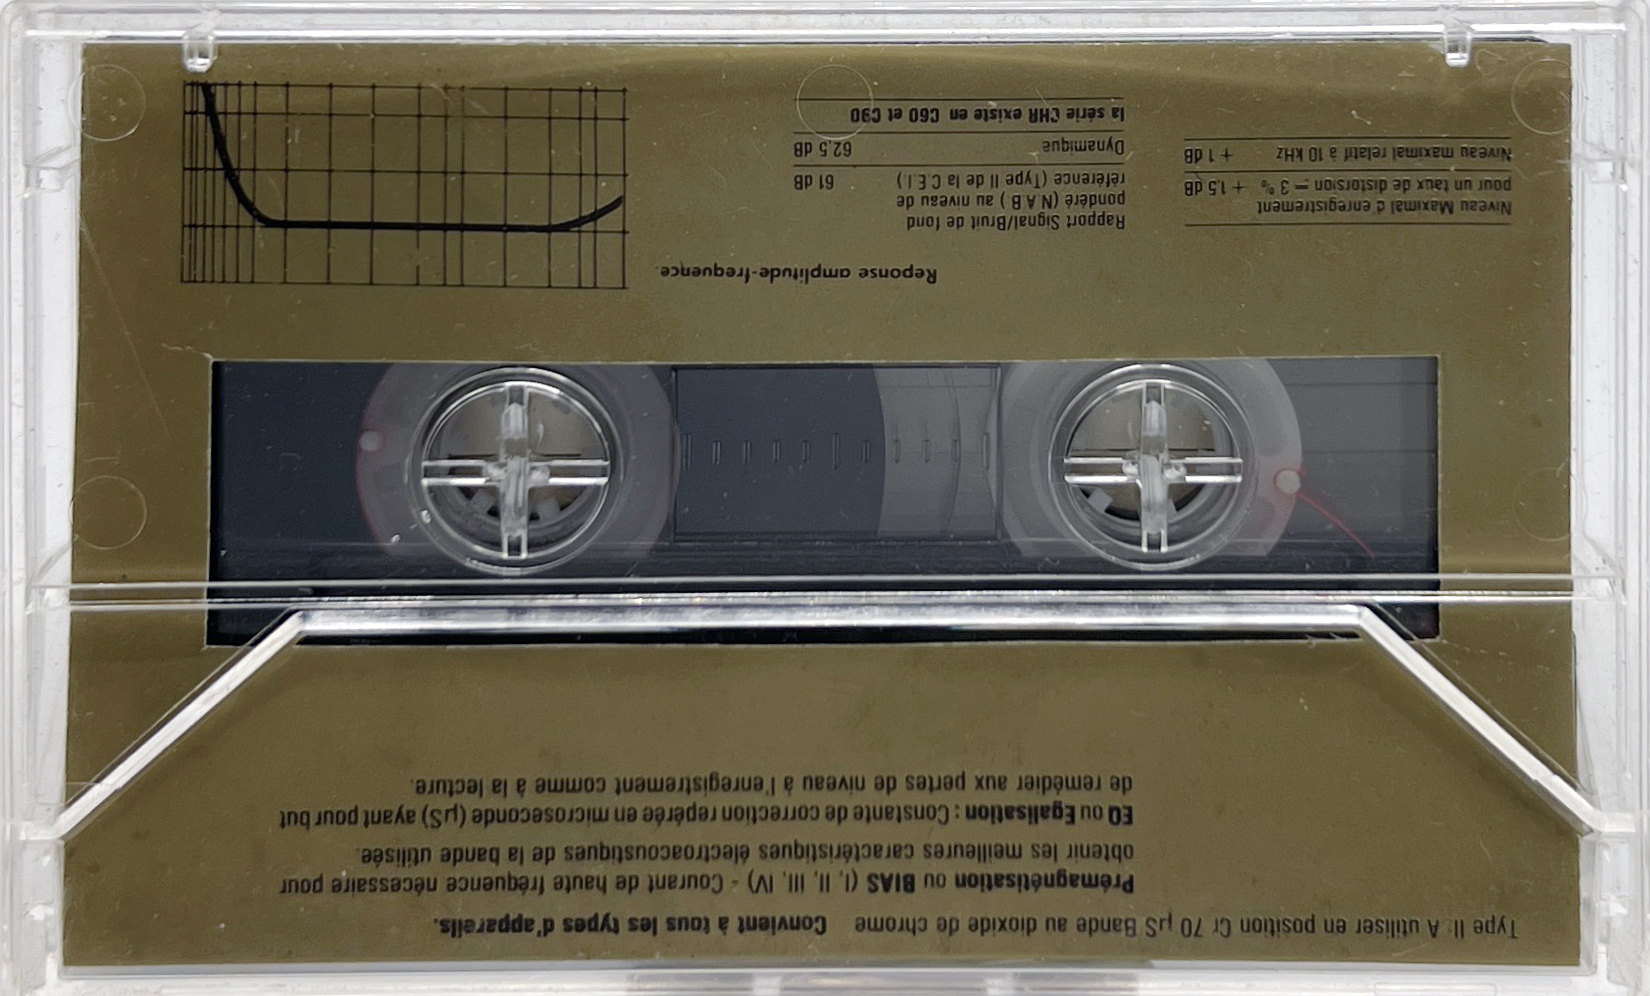 Type II: A utiliser en position Cr 70 µS Bande au dioxide de chrome Convient à tous les types d'appareils.
Prémagnétisation ou BIAS (I, II, III, IV) - Courant de haute fréquence nécessaire pour
obtenir les meilleures caractéristiques électroacoustiques de la bande utilisée.
EQ ou Egalisation : Constante de correction repérée en microseconde (µS) ayant pour but
de remédier aux pertes de niveau à l'enregistrement comme à la lecture.
Réponse amplitude-frequence.
Niveau Maximal d'enregistrement
pour un taux de distorsion = 3 % + 1,5 dB
Niveau maximal relatif à 10 kHz + 1 dB
Rapport Signal/Bruit de fond
pondéré (N.A.B.) au niveau de
référence (Type II de la C.E.I.) 61 dB
Dynamique 62,5 dB
la série CHR existe en C60 et C90